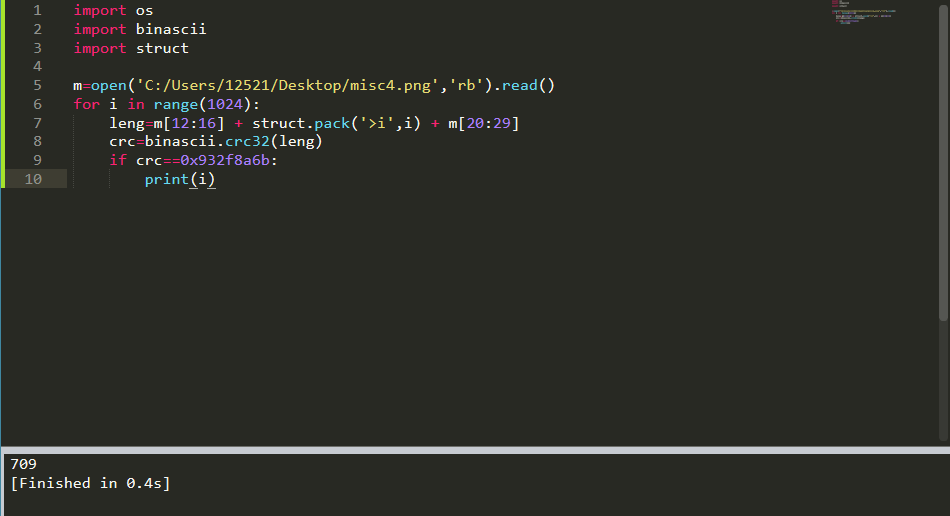 1 import os
2 import binascii
3 import struct
4
5 m=open('C:/Users/12521/Desktop/misc4.png','rb').read()
6 for i in range(1024):
7     leng=m[12:16] + struct.pack('>i',i) + m[20:29]
8     crc=binascii.crc32(leng)
9     if crc==0x932f8a6b:
10         print(i)
709
[Finished in 0.4s]